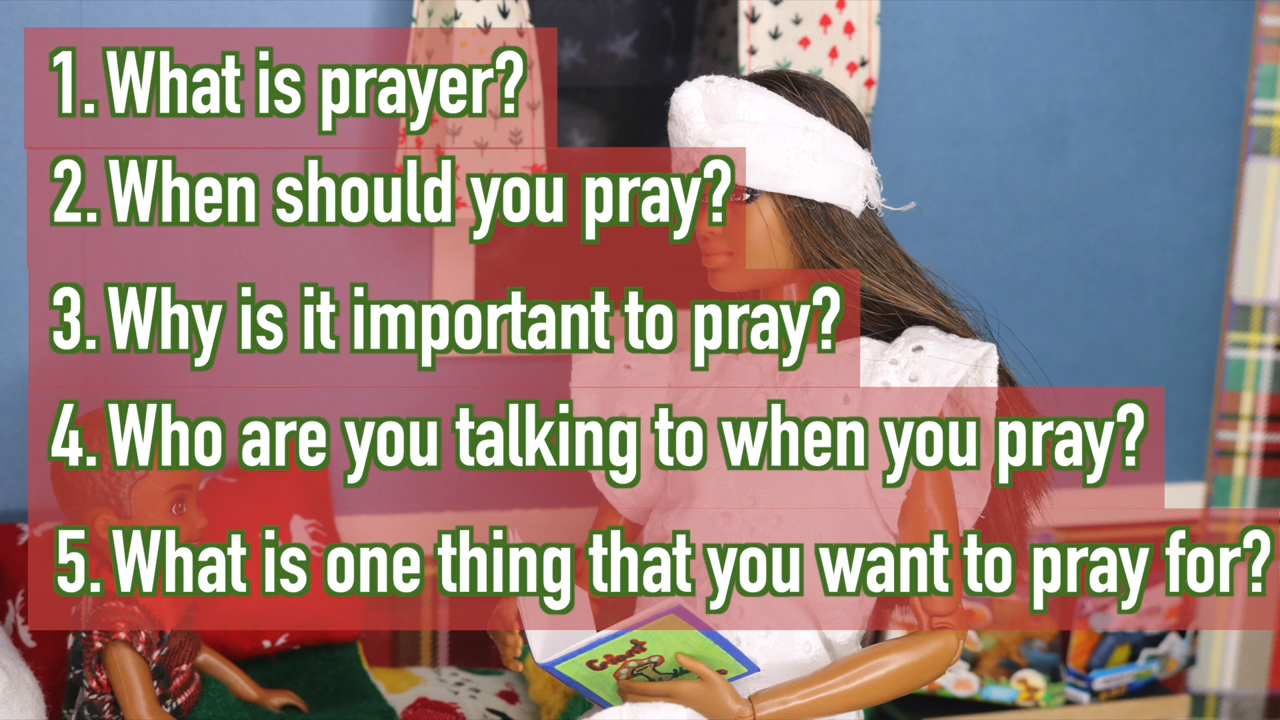 1. What is prayer?
2. When should you pray?
3. Why is it important to pray?
4. Who are you talking to when you pray?
5. What is one thing that you want to pray for?